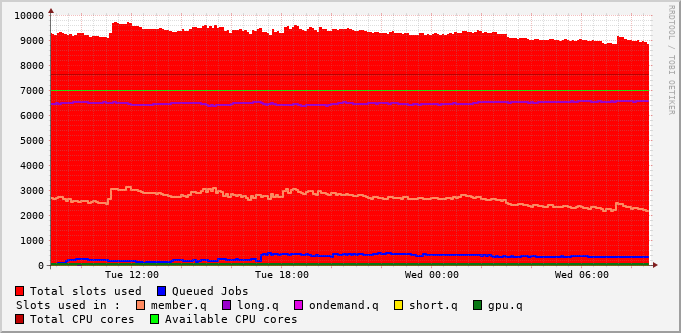 RRDTOOL / TOBI OETIKER
10000
9000
8000
7000
6000
5000
4000
3000
2000
1000
0
Tue 12:00 Tue 18:00 Wed 00:00 Wed 06:00
Total slots used Queued Jobs
Slots used in : member.q long.q ondemand.q short.q gpu.q
Total CPU cores Available CPU cores